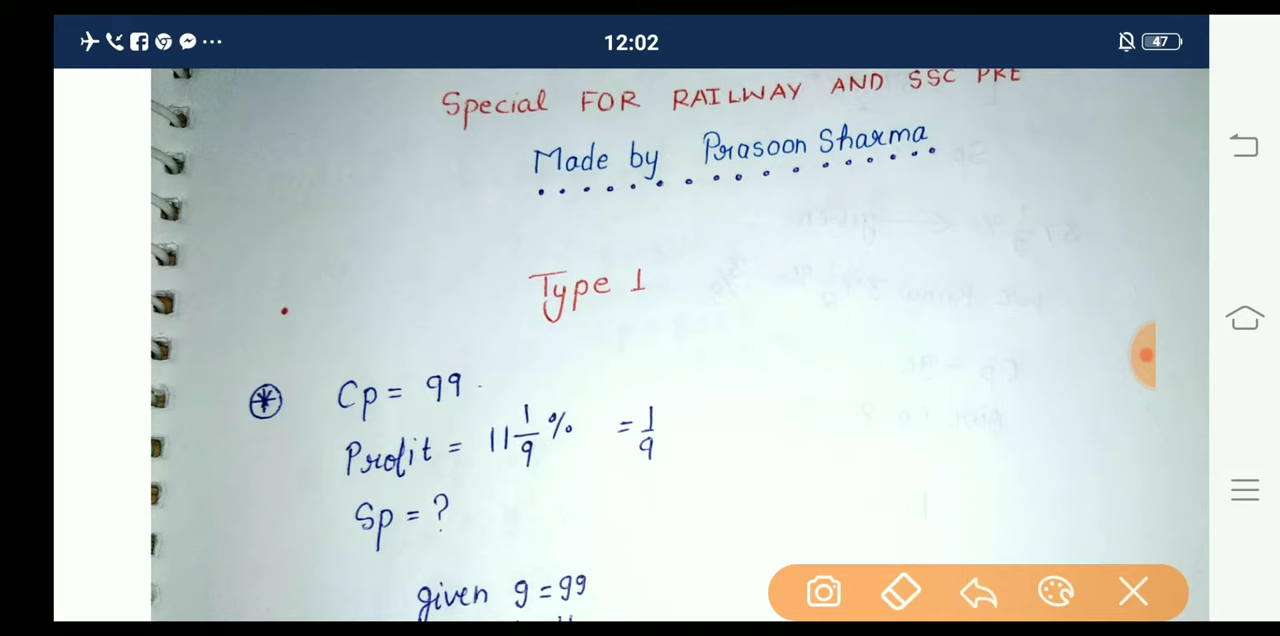 12:02
47
Special FOR RAILWAY AND SSC PRE
Made by Prasoon Sharma
Type 1
Cp = 99
Profit = 11 1/9 % = 1/9
Sp = ?
given 9 = 99